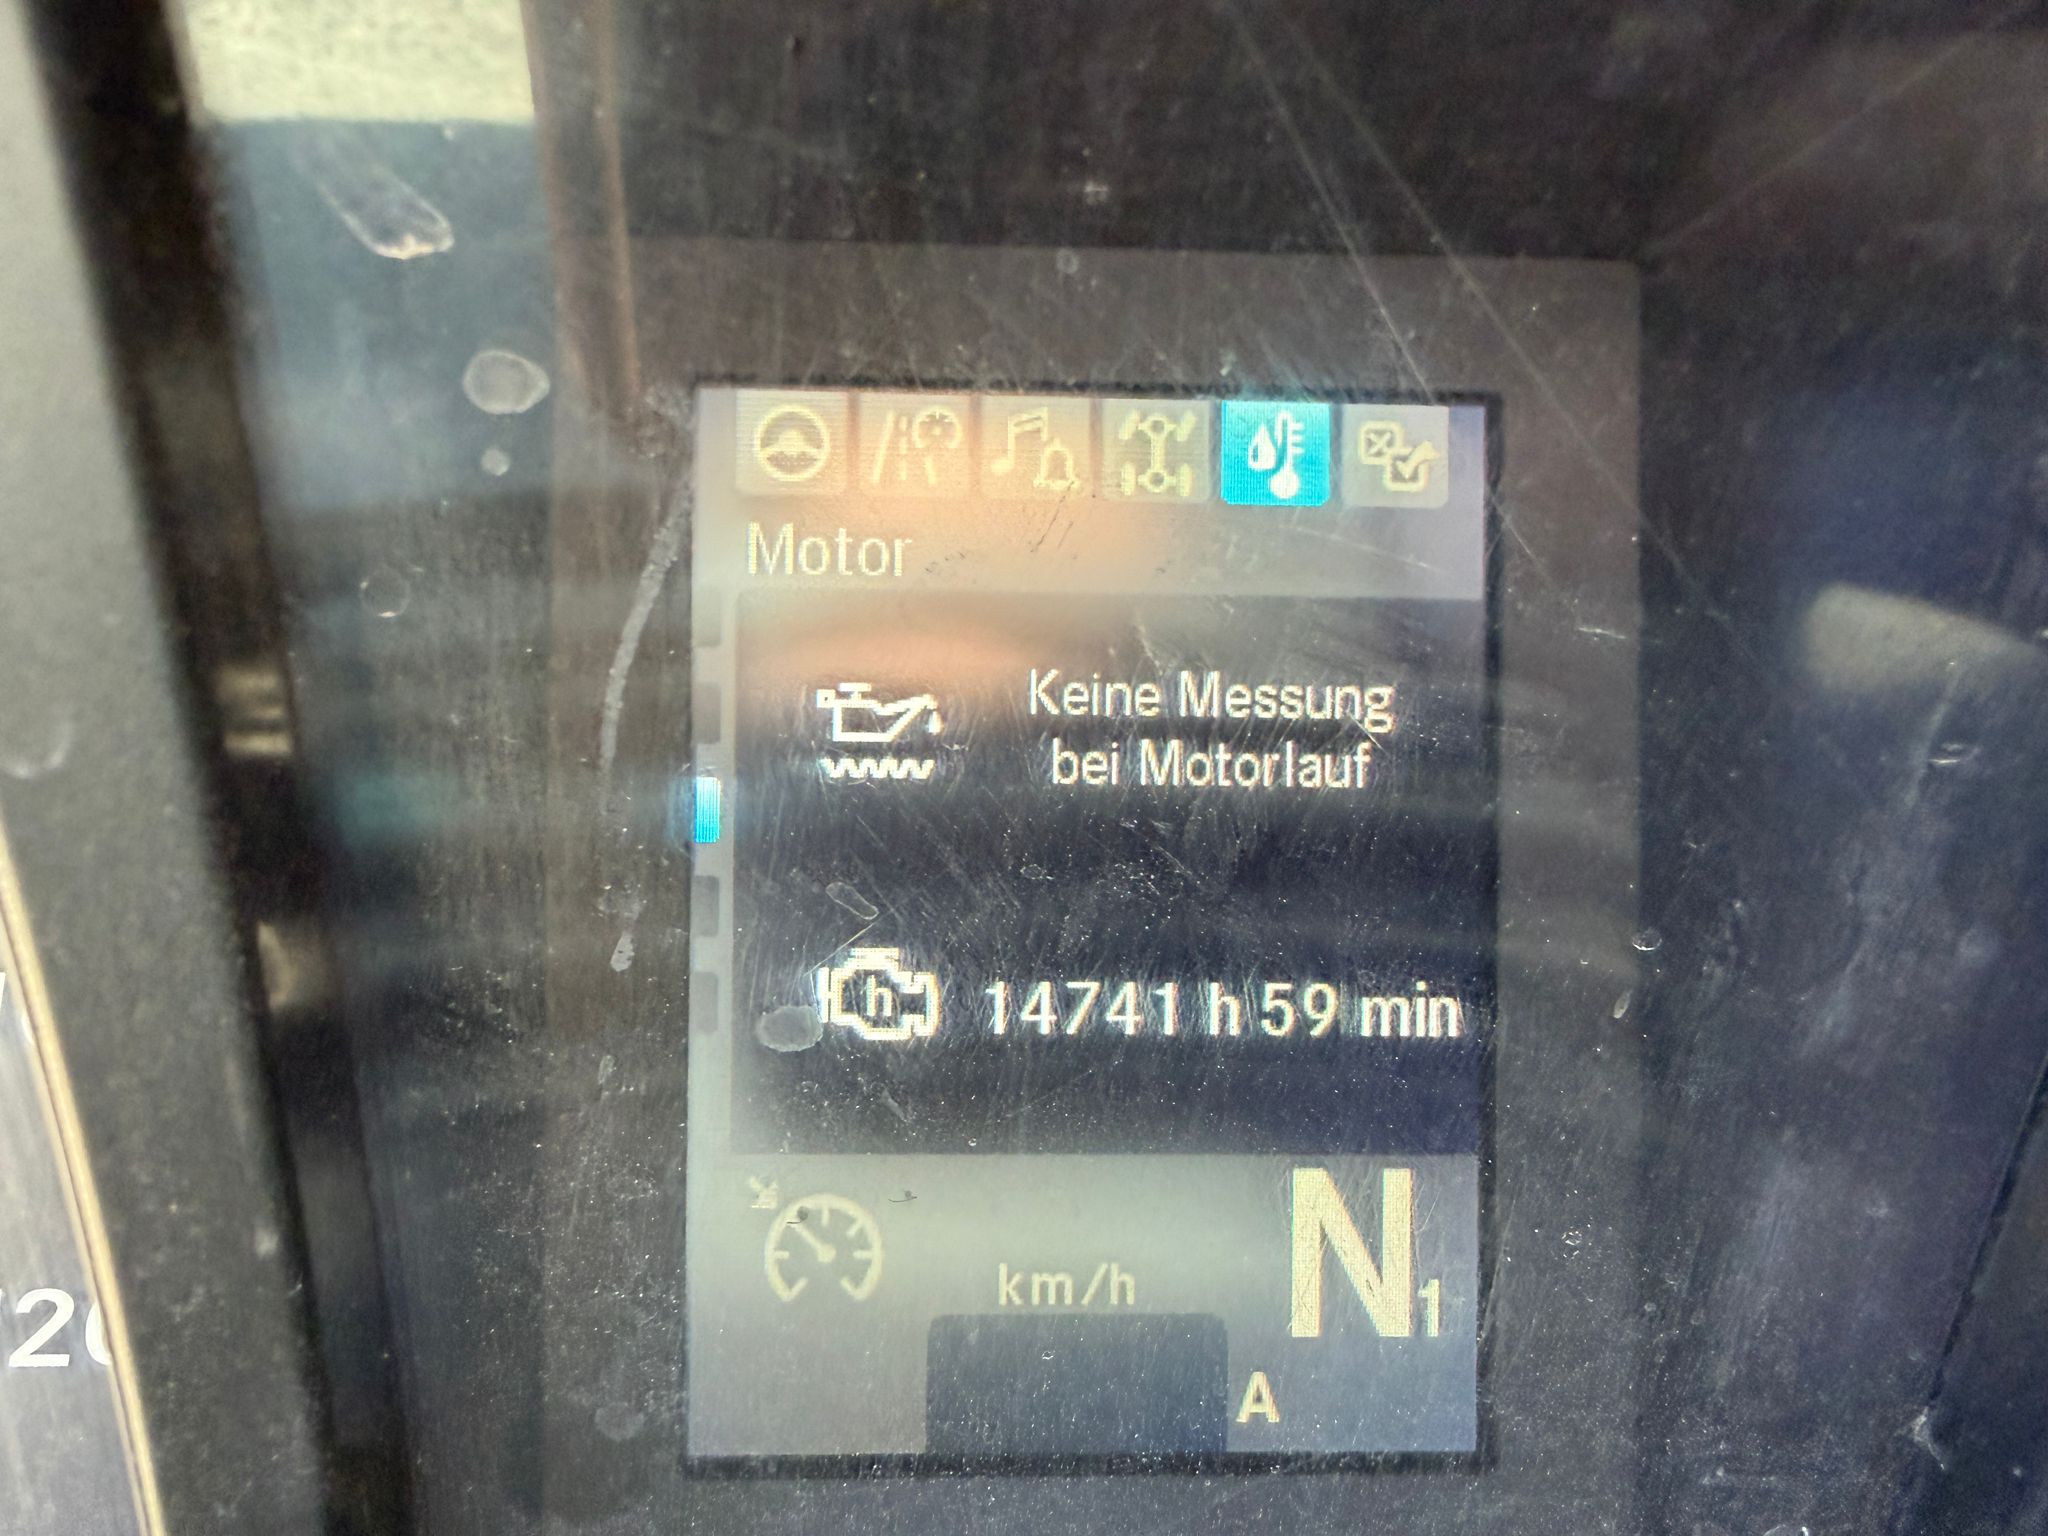 Motor
Keine Messung
bei Motorlauf
h
14741 h 59 min
km/h
N1
A